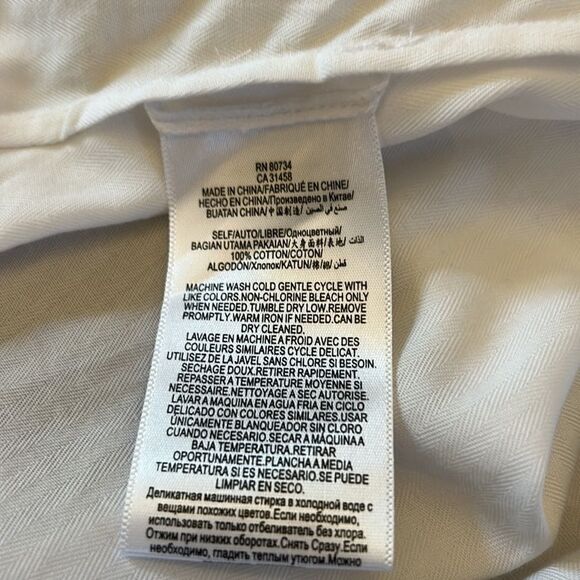 RN 80734
CA 31458
MADE IN CHINA/FABRIQUÉ EN CHINE/
HECHO EN CHINA/Произведено в Китае/
BUATAN CHINA/中国制造/ صنع في الصين/
SELF/AUTO/LIBRE/Одноцветный/
BAGIAN UTAMA PAKAIAN/大身面料/表地/ الذات/
100% COTTON/COTON/
ALGODÓN/Хлопок/KATUN/棉/綿/ قطن
MACHINE WASH COLD GENTLE CYCLE WITH
LIKE COLORS.NON-CHLORINE BLEACH ONLY
WHEN NEEDED.TUMBLE DRY LOW.REMOVE
PROMPTLY.WARM IRON IF NEEDED.CAN BE
DRY CLEANED.
LAVAGE EN MACHINE A FROID AVEC DES
COULEURS SIMILAIRES CYCLE DELICAT.
UTILISEZ DE LA JAVEL SANS CHLORE SI BESOIN.
SECHAGE DOUX.RETIRER RAPIDEMENT.
REPASSER A TEMPERATURE MOYENNE SI
NECESSAIRE.NETTOYAGE A SEC AUTORISE.
LAVAR A MAQUINA EN AGUA FRIA EN CICLO
DELICADO CON COLORES SIMILARES.USAR
ÚNICAMENTE BLANQUEADOR SIN CLORO
CUANDO NECESARIO.SECAR A MÁQUINA A
BAJA TEMPERATURA.RETIRAR
OPORTUNAMENTE.PLANCHA A MEDIA
TEMPERATURA SI ES NECESARIO.SE PUEDE
LIMPIAR EN SECO.
Деликатная машинная стирка в холодной воде с
вещами похожих цветов.Если необходимо,
использовать только отбеливатель без хлора.
Отжим при низких оборотах.Снять Сразу.Если
Необходимо, гладить теплым утюгом. Можно